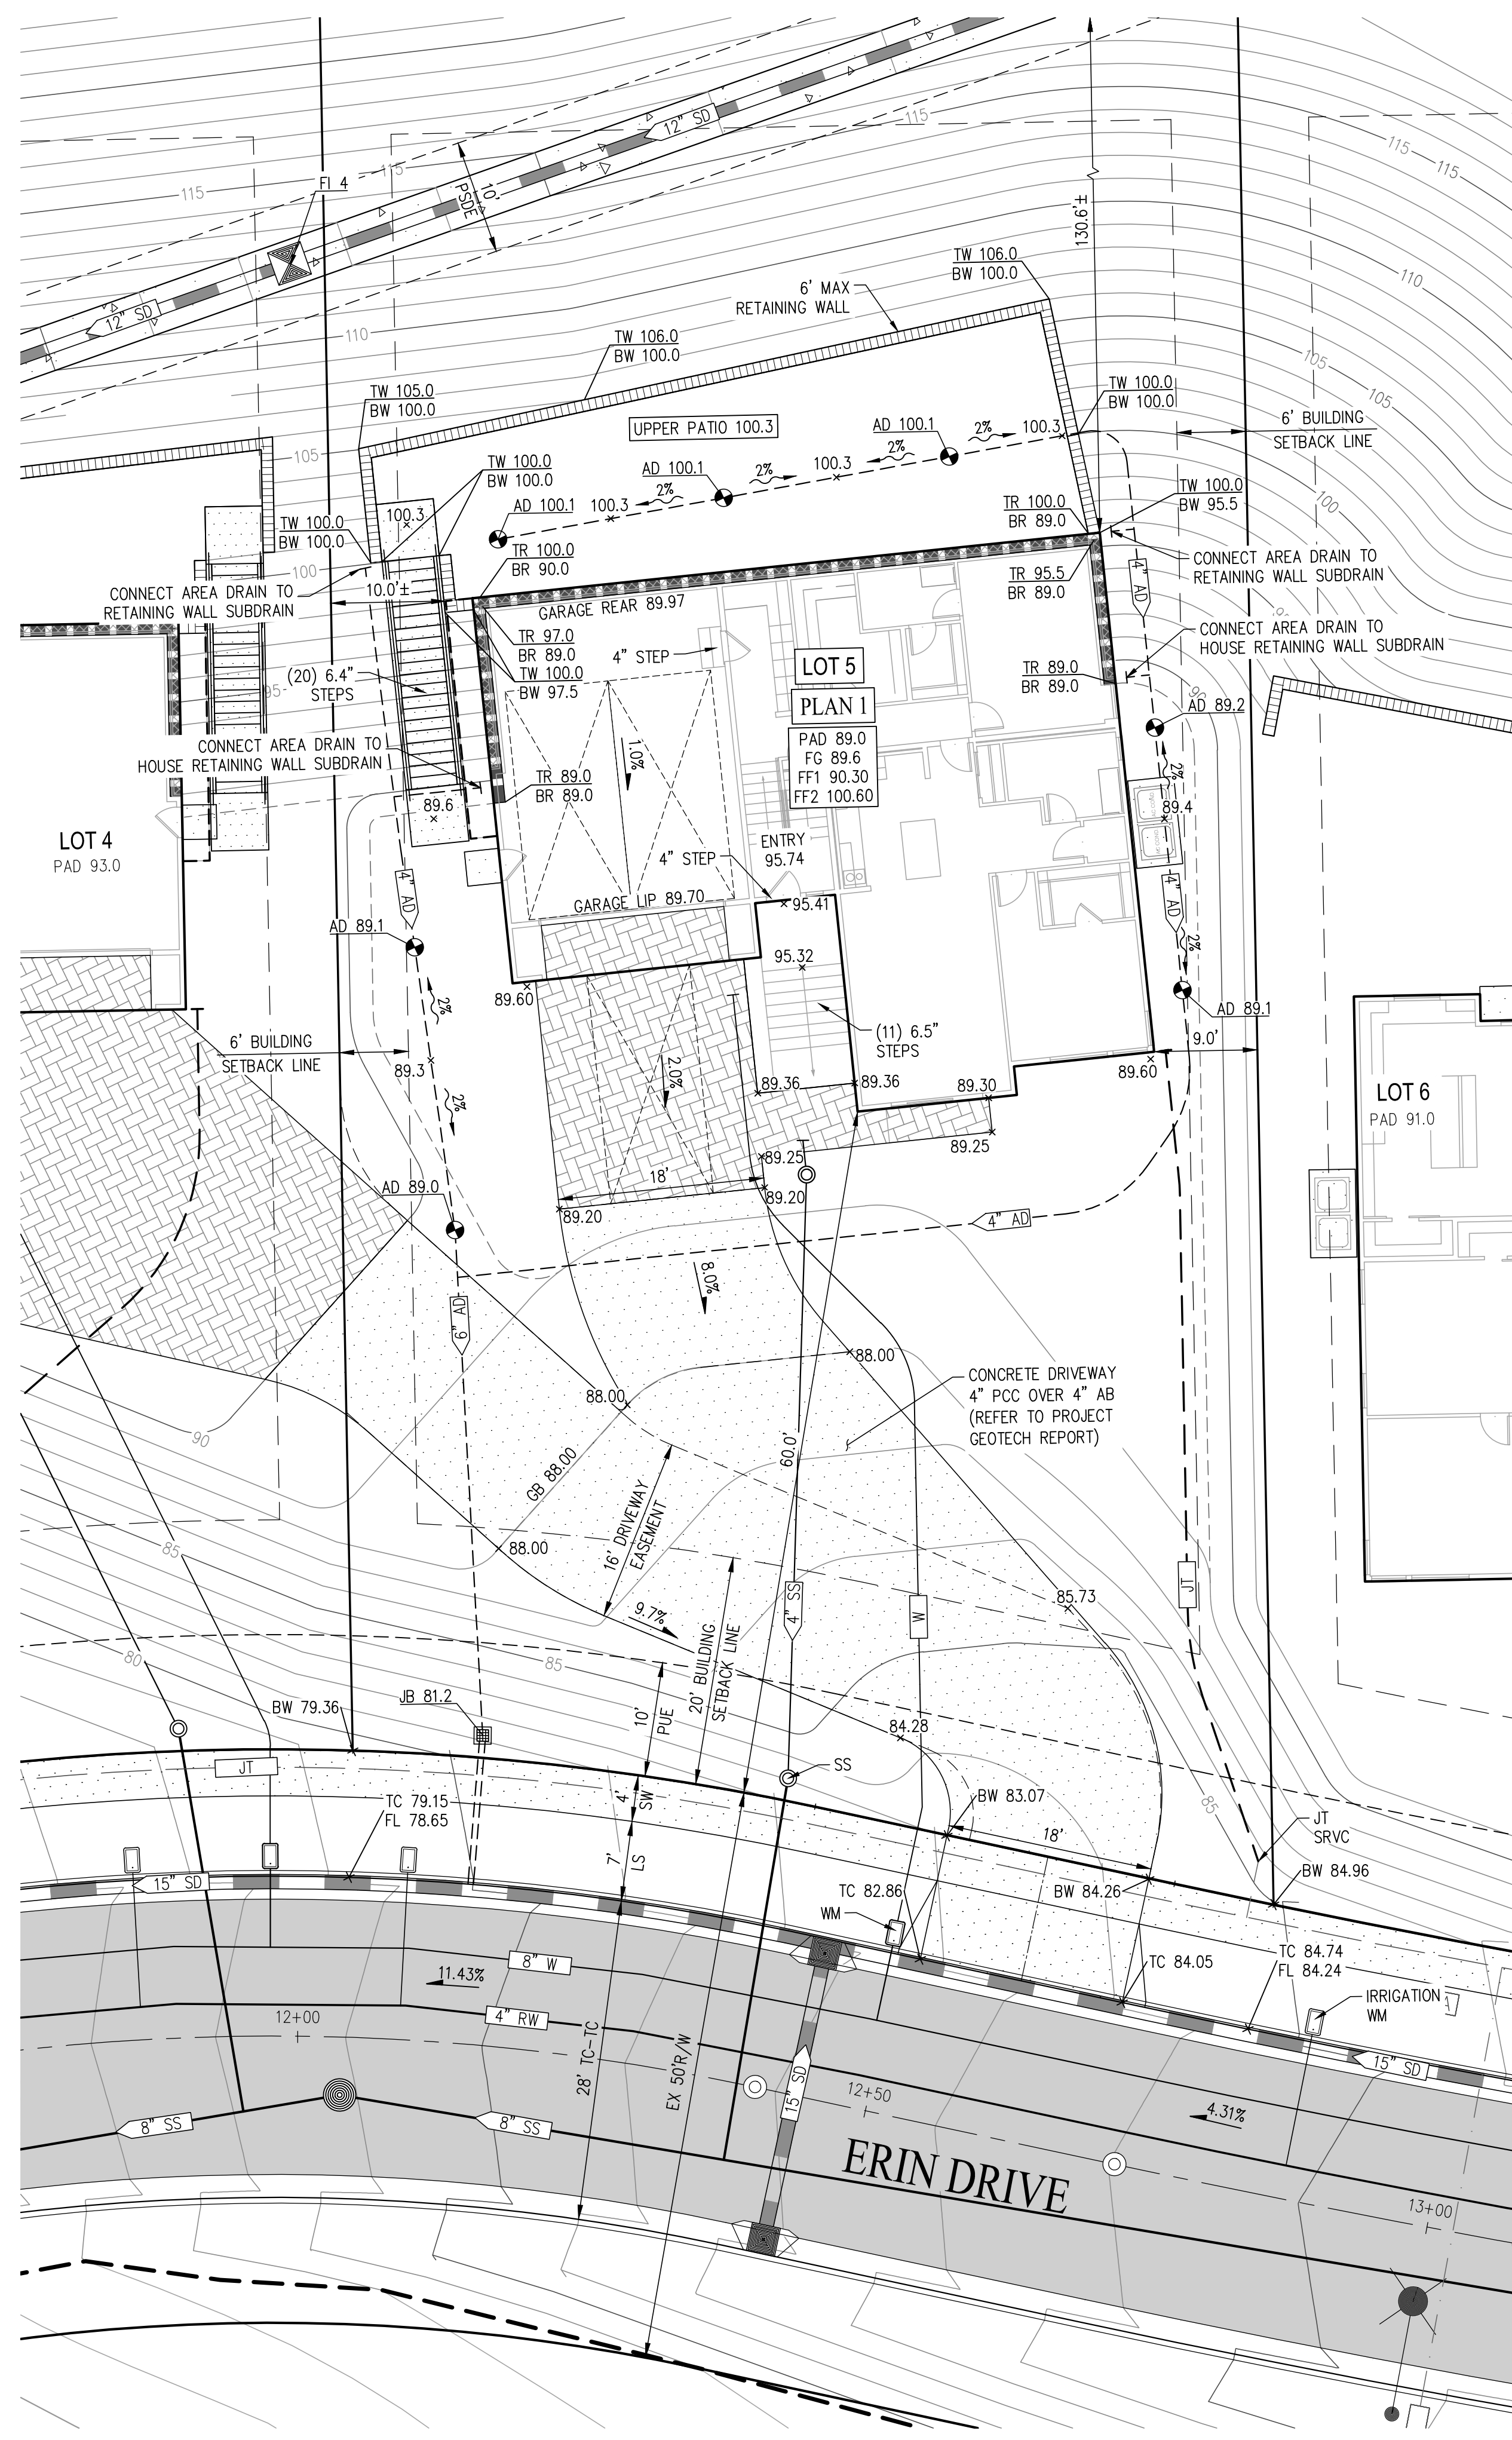 12" SD
115
115
115
FI 4
10'
PSDE
12" SD
115
115
130.6'±
110
110
TW 106.0
BW 100.0
6' MAX
RETAINING WALL
TW 106.0
BW 100.0
TW 105.0
BW 100.0
105
105
105
TW 100.0
BW 100.0
6' BUILDING
SETBACK LINE
UPPER PATIO 100.3
AD 100.1
2%
100.3
2%
100.3
2%
AD 100.1
2%
100.3
TW 100.0
BW 100.0
AD 100.1
100.3
TW 100.0
BW 100.0
TR 100.0
BR 89.0
TW 100.0
BW 95.5
100
100
TR 100.0
BR 90.0
CONNECT AREA DRAIN TO
RETAINING WALL SUBDRAIN
10.0'±
4" AD
CONNECT AREA DRAIN TO
RETAINING WALL SUBDRAIN
TR 95.5
BR 89.0
GARAGE REAR 89.97
TR 97.0
BR 89.0
4" STEP
TW 100.0
BW 97.5
CONNECT AREA DRAIN TO
HOUSE RETAINING WALL SUBDRAIN
TR 89.0
BR 89.0
(20) 6.4"
STEPS
95
90
LOT 5
PLAN 1
PAD 89.0
FG 89.6
FF1 90.30
FF2 100.60
AD 89.2
2%
89.4
CONNECT AREA DRAIN TO
HOUSE RETAINING WALL SUBDRAIN
1.0%
TR 89.0
BR 89.0
89.6
LOT 4
PAD 93.0
ENTRY
95.74
4" STEP
95.41
GARAGE LIP 89.70
4" AD
4" AD
AD 89.1
2%
95.32
89.60
2%
AD 89.1
6' BUILDING
SETBACK LINE
89.3
2%
2.0%
(11) 6.5"
STEPS
9.0'
89.60
89.36
89.36
89.30
89.25
89.25
LOT 6
PAD 91.0
AD 89.0
18'
89.20
89.20
4" AD
8.0%
6" AD
88.00
88.00
CONCRETE DRIVEWAY
4" PCC OVER 4" AB
(REFER TO PROJECT
GEOTECH REPORT)
90
GB 88.00
60.0'
16' DRIVEWAY
EASEMENT
88.00
85
9.7%
4" SS
W
JT
85.73
20' BUILDING
SETBACK LINE
80
85
10'
PUE
BW 79.36
JB 81.2
84.28
SS
JT
4'
SW
BW 83.07
18'
85
JT
SRVC
TC 79.15
FL 78.65
7'
LS
BW 84.96
BW 84.26
15" SD
TC 82.86
WM
TC 84.05
TC 84.74
FL 84.24
8" W
11.43%
IRRIGATION
WM
4" RW
12+00
28' TC-TC
EX 50'R/W
15" SD
15" SD
12+50
4.31%
8" SS
8" SS
ERIN DRIVE
13+00